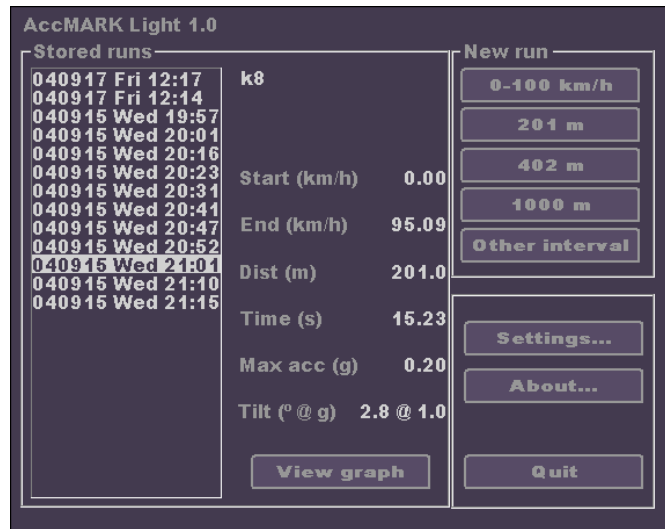 AccMARK Light 1.0
Stored runs
040917 Fri 12:17
040917 Fri 12:14
040915 Wed 19:57
040915 Wed 20:01
040915 Wed 20:16
040915 Wed 20:23
040915 Wed 20:31
040915 Wed 20:41
040915 Wed 20:47
040915 Wed 20:52
040915 Wed 21:01
040915 Wed 21:10
040915 Wed 21:15
k8
Start (km/h) 0.00
End (km/h) 95.09
Dist (m) 201.0
Time (s) 15.23
Max acc (g) 0.20
Tilt (º @ g) 2.8 @ 1.0
View graph
New run
0-100 km/h
201 m
402 m
1000 m
Other interval
Settings...
About...
Quit